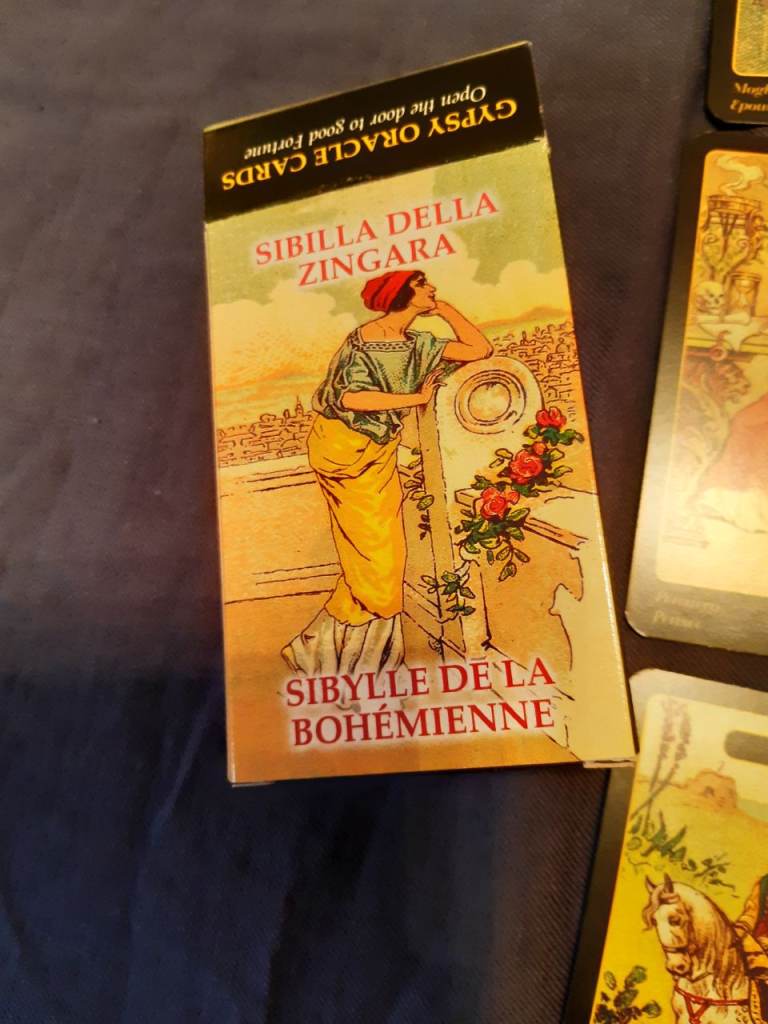 GYPSY ORACLE CARDS
Open the door to good Fortune
SIBILLA DELLA
ZINGARA
SIBYLLE DE LA
BOHÉMIENNE